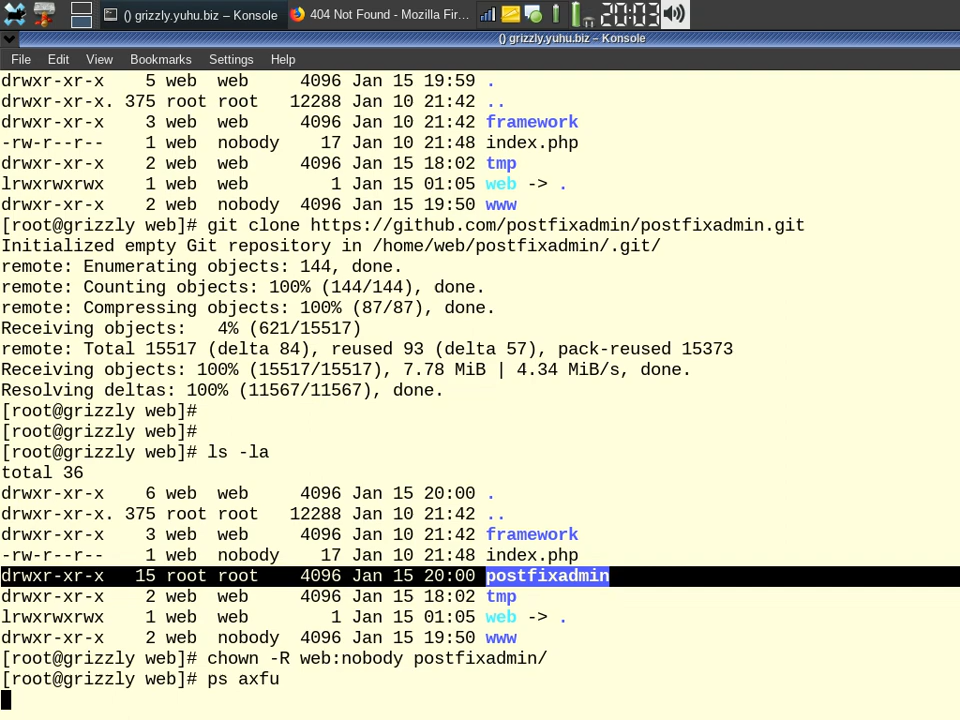 () grizzly.yuhu.biz – Konsole
404 Not Found - Mozilla Fir...
20:03
() grizzly.yuhu.biz – Konsole
File Edit View Bookmarks Settings Help
drwxr-xr-x    5 web  web     4096 Jan 15 19:59 .
drwxr-xr-x. 375 root root   12288 Jan 10 21:42 ..
drwxr-xr-x    3 web  web     4096 Jan 10 21:42 framework
-rw-r--r--    1 web  nobody    17 Jan 10 21:48 index.php
drwxr-xr-x    2 web  web     4096 Jan 15 18:02 tmp
lrwxrwxrwx    1 web  web        1 Jan 15 01:05 web -> .
drwxr-xr-x    2 web  nobody  4096 Jan 15 19:50 www
[root@grizzly web]# git clone https://github.com/postfixadmin/postfixadmin.git
Initialized empty Git repository in /home/web/postfixadmin/.git/
remote: Enumerating objects: 144, done.
remote: Counting objects: 100% (144/144), done.
remote: Compressing objects: 100% (87/87), done.
Receiving objects:   4% (621/15517)
remote: Total 15517 (delta 84), reused 93 (delta 57), pack-reused 15373
Receiving objects: 100% (15517/15517), 7.78 MiB | 4.34 MiB/s, done.
Resolving deltas: 100% (11567/11567), done.
[root@grizzly web]#
[root@grizzly web]#
[root@grizzly web]# ls -la
total 36
drwxr-xr-x    6 web  web     4096 Jan 15 20:00 .
drwxr-xr-x. 375 root root   12288 Jan 10 21:42 ..
drwxr-xr-x    3 web  web     4096 Jan 10 21:42 framework
-rw-r--r--    1 web  nobody    17 Jan 10 21:48 index.php
drwxr-xr-x   15 root root    4096 Jan 15 20:00 postfixadmin
drwxr-xr-x    2 web  web     4096 Jan 15 18:02 tmp
lrwxrwxrwx    1 web  web        1 Jan 15 01:05 web -> .
drwxr-xr-x    2 web  nobody  4096 Jan 15 19:50 www
[root@grizzly web]# chown -R web:nobody postfixadmin/
[root@grizzly web]# ps axfu